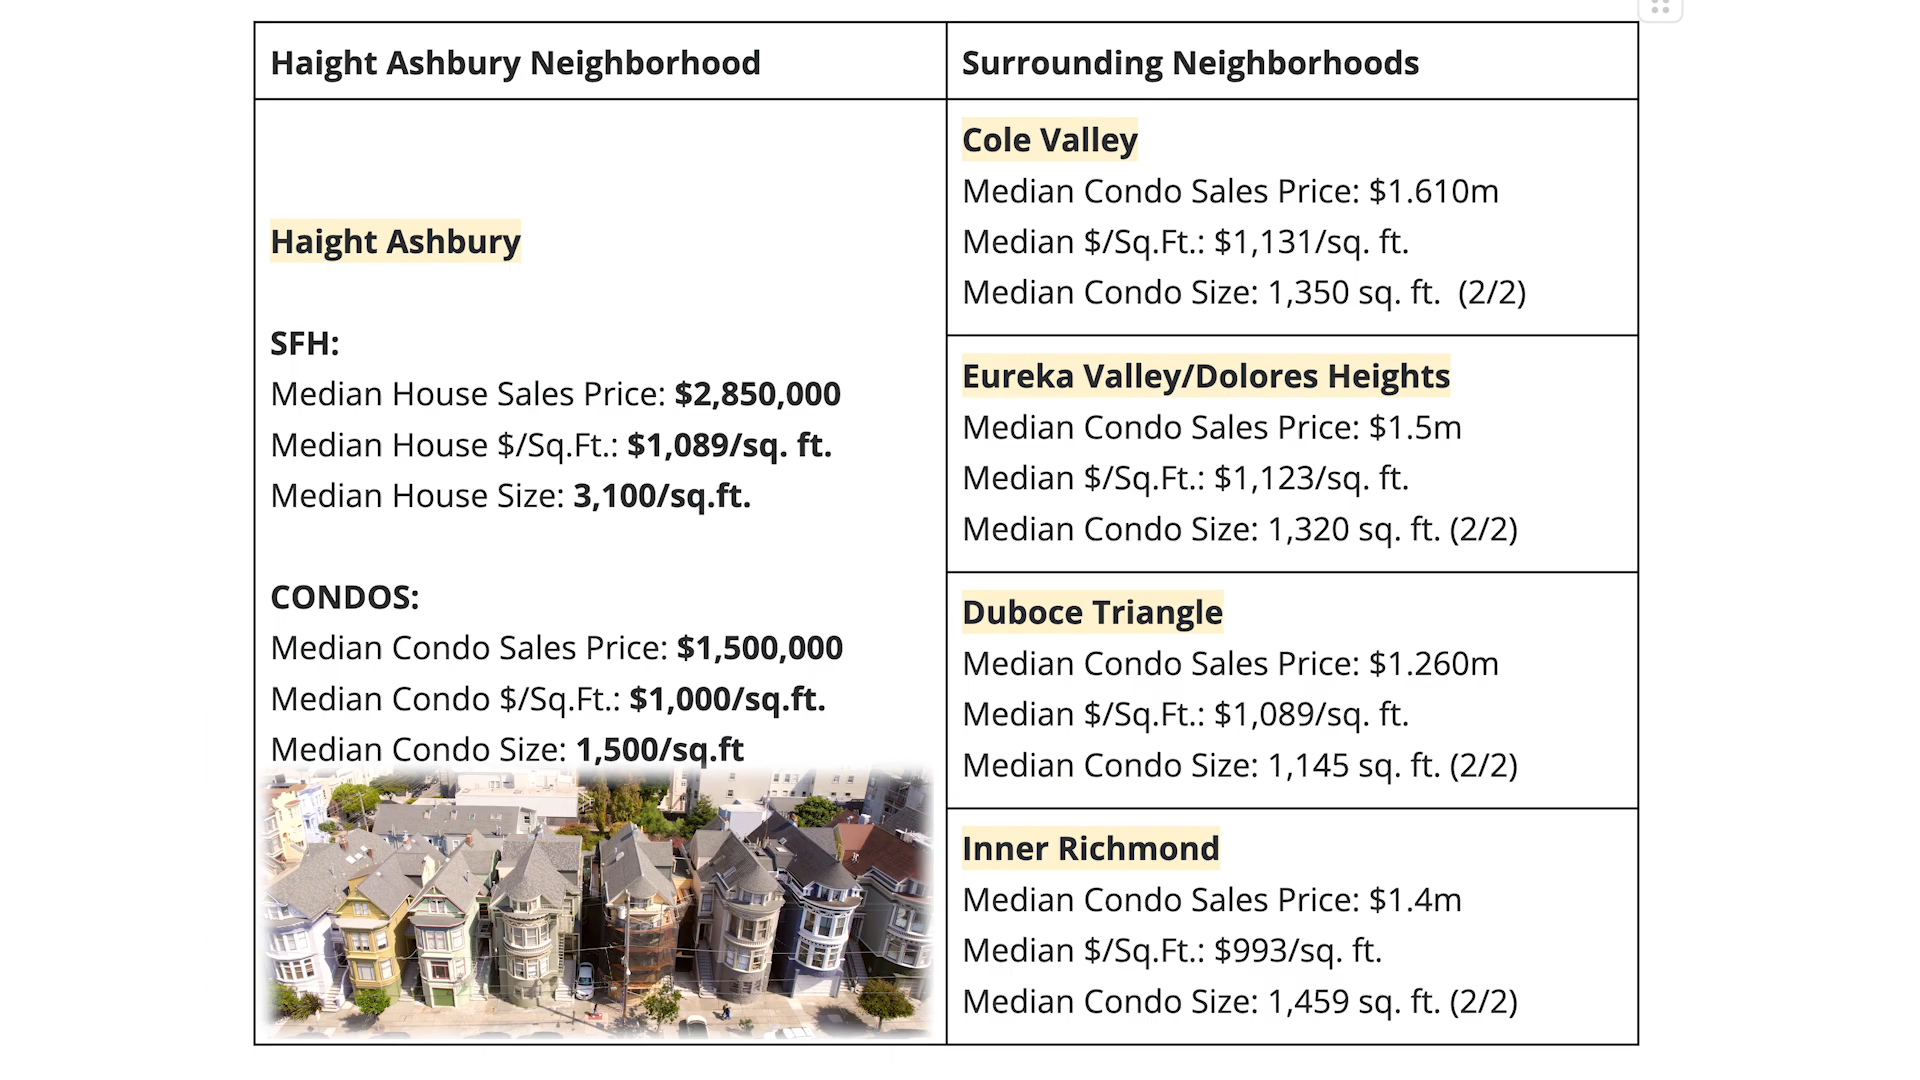 Haight Ashbury Neighborhood
Surrounding Neighborhoods
Haight Ashbury
SFH:
Median House Sales Price: $2,850,000
Median House $/Sq.Ft.: $1,089/sq. ft.
Median House Size: 3,100/sq.ft.
CONDOS:
Median Condo Sales Price: $1,500,000
Median Condo $/Sq.Ft.: $1,000/sq.ft.
Median Condo Size: 1,500/sq.ft
Cole Valley
Median Condo Sales Price: $1.610m
Median $/Sq.Ft.: $1,131/sq. ft.
Median Condo Size: 1,350 sq. ft.  (2/2)
Eureka Valley/Dolores Heights
Median Condo Sales Price: $1.5m
Median $/Sq.Ft.: $1,123/sq. ft.
Median Condo Size: 1,320 sq. ft. (2/2)
Duboce Triangle
Median Condo Sales Price: $1.260m
Median $/Sq.Ft.: $1,089/sq. ft.
Median Condo Size: 1,145 sq. ft. (2/2)
Inner Richmond
Median Condo Sales Price: $1.4m
Median $/Sq.Ft.: $993/sq. ft.
Median Condo Size: 1,459 sq. ft. (2/2)